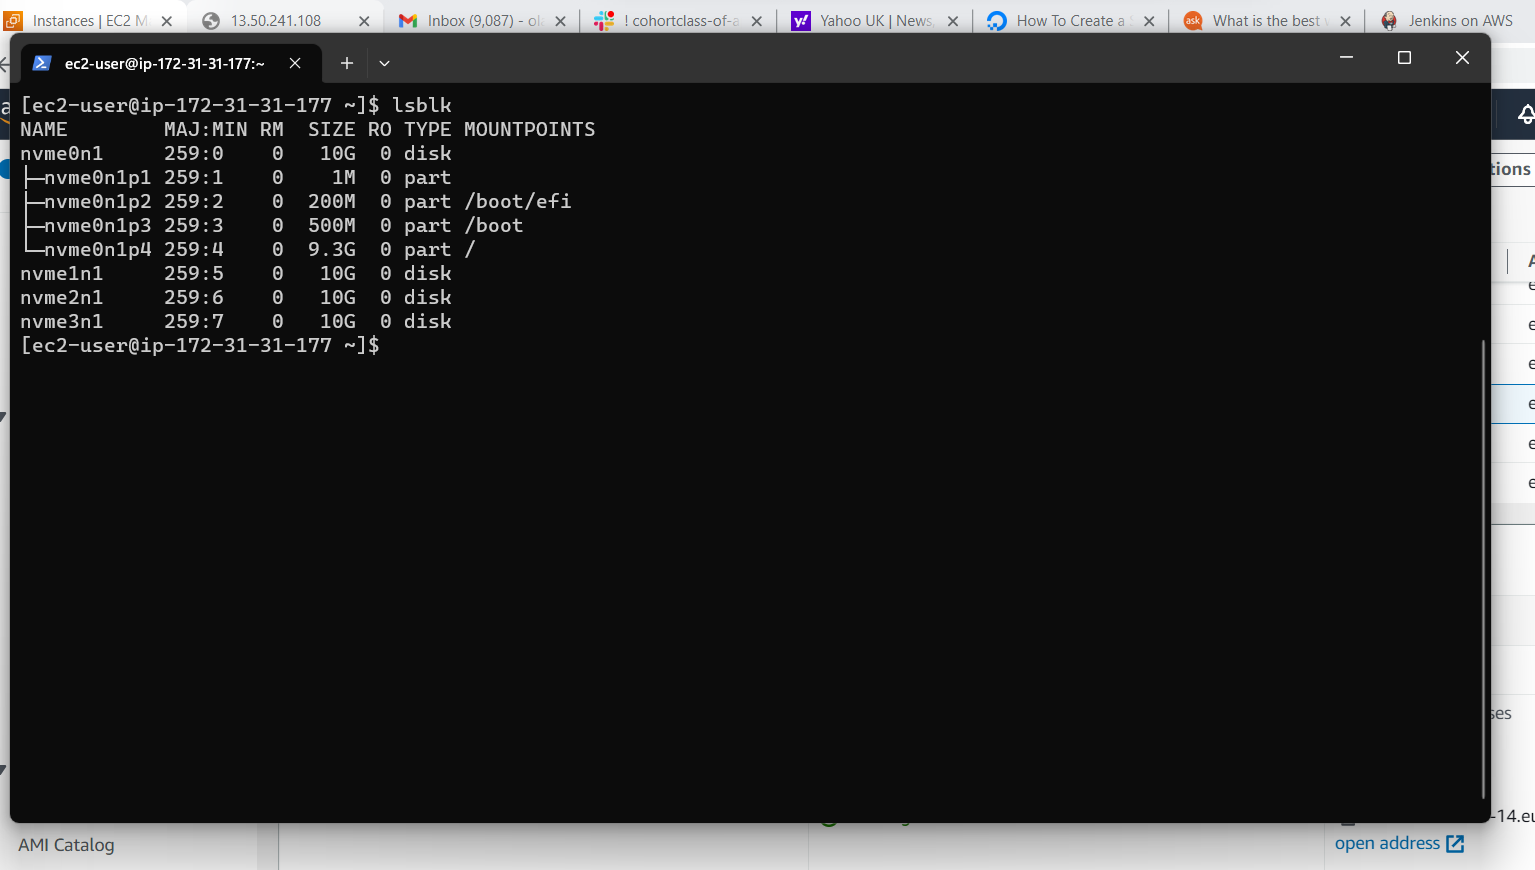 Instances | EC2 M
13.50.241.108
Inbox (9,087) - ol
! cohortclass-of-a
Yahoo UK | News,
How To Create a
What is the best
Jenkins on AWS
ec2-user@ip-172-31-31-177:~
[ec2-user@ip-172-31-31-177 ~]$ lsblk
NAME        MAJ:MIN RM  SIZE RO TYPE MOUNTPOINTS
nvme0n1     259:0    0   10G  0 disk
├─nvme0n1p1 259:1    0    1M  0 part
├─nvme0n1p2 259:2    0  200M  0 part /boot/efi
├─nvme0n1p3 259:3    0  500M  0 part /boot
└─nvme0n1p4 259:4    0  9.3G  0 part /
nvme1n1     259:5    0   10G  0 disk
nvme2n1     259:6    0   10G  0 disk
nvme3n1     259:7    0   10G  0 disk
[ec2-user@ip-172-31-31-177 ~]$
tions
ses
-14.eu
AMI Catalog
open address